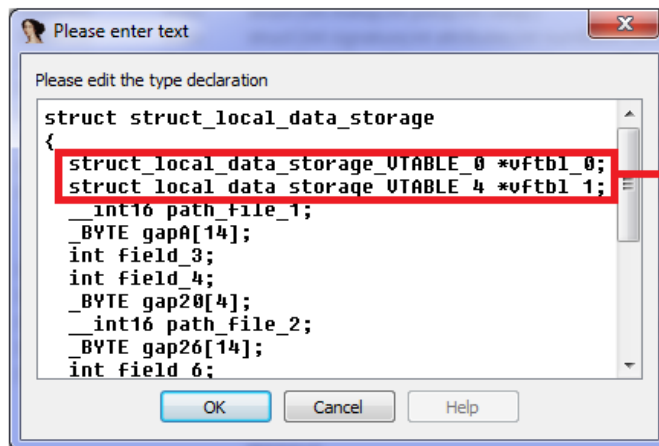 Please enter text
Please edit the type declaration
struct struct_local_data_storage
{
struct_local_data_storage_VTABLE_0 *vftbl_0;
struct_local_data_storage_VTABLE_4 *vftbl_1;
__int16 path_file_1;
_BYTE gapA[14];
int field_3;
int field_4;
_BYTE gap20[4];
__int16 path_file_2;
_BYTE gap26[14];
int field_6;
OK Cancel Help